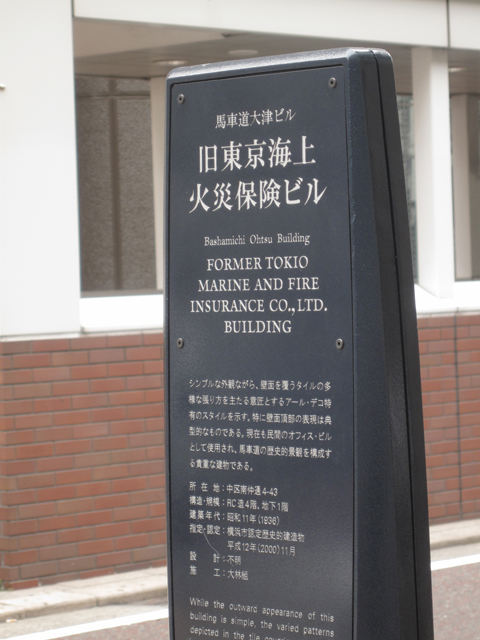 馬車道大津ビル
旧東京海上
火災保険ビル
Bashamichi Ohtsu Building
FORMER TOKIO
MARINE AND FIRE
INSURANCE CO.,LTD.
BUILDING
シンプルな外観ながら、壁面を覆うタイルの多
様な張り方を主たる意匠とするアール・デコ特
有のスタイルを示す。特に壁面頂部の表現は典
型的なものである。現在も民間のオフィス・ビル
として使用され、馬車道の歴史的景観を構成す
る貴重な建物である。
所在地:中区南仲通4-43
構造・規模:RC造4階、地下1階
建築年代:昭和11年(1936)
指定・認定:横浜市認定歴史的建造物
平成12年(2000)11月
設計:不明
施工:大林組
While the outward appearance of this
building is simple, the varied patterns
depicted in the tile